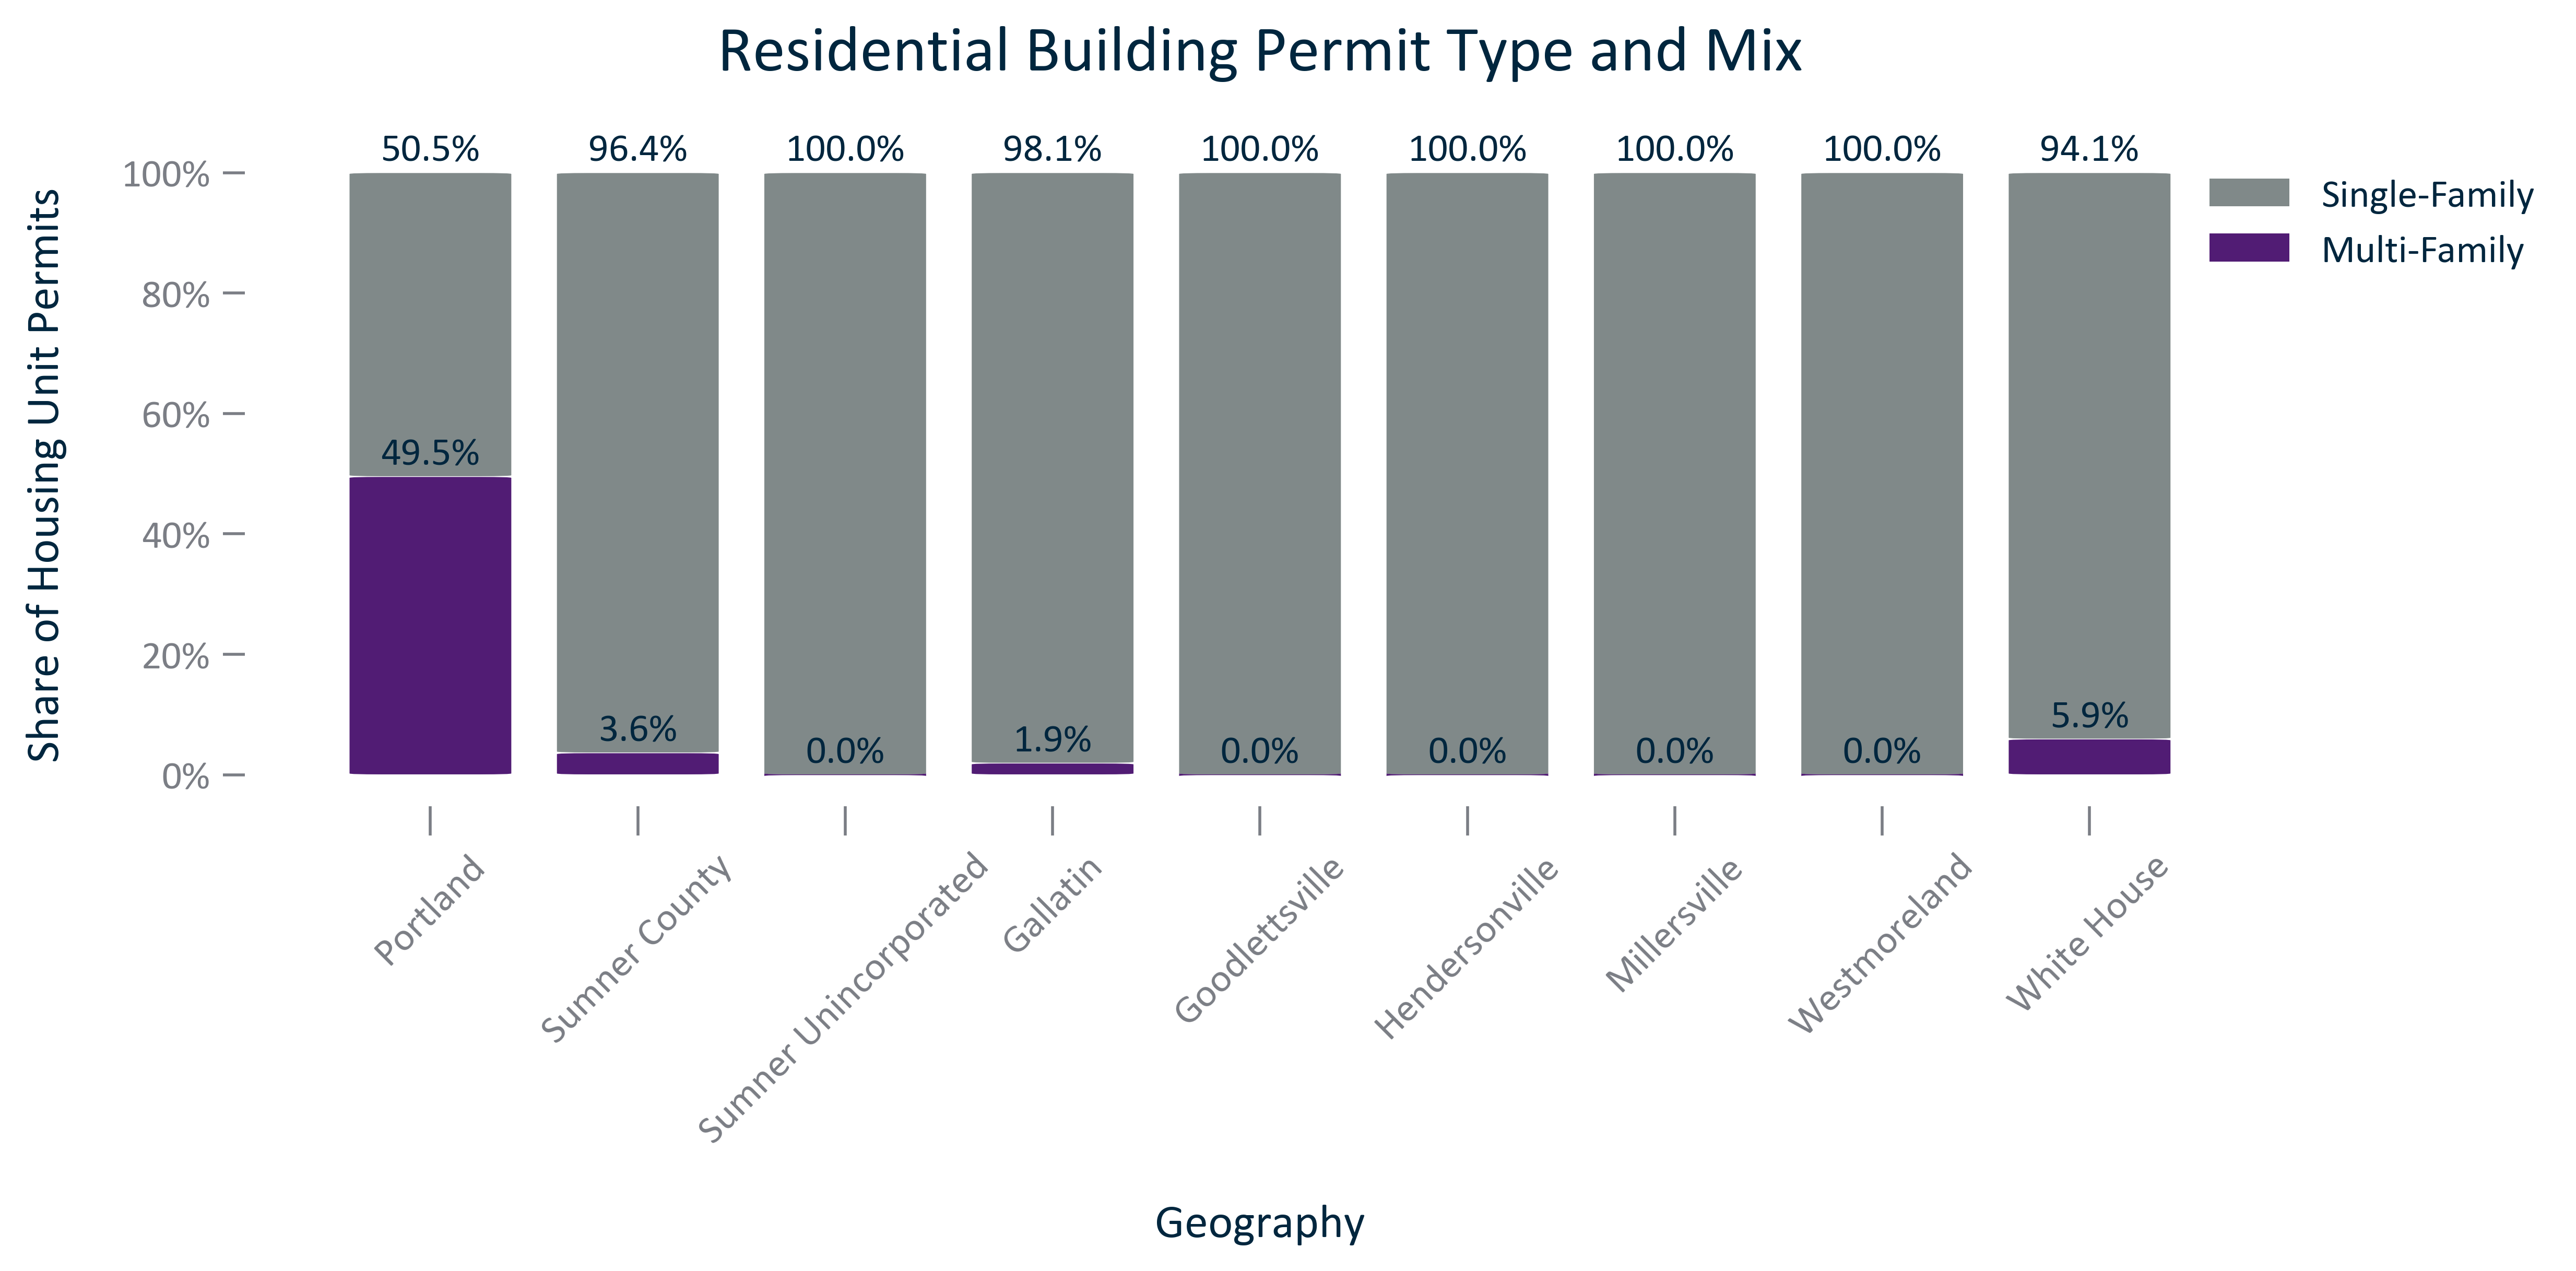 Residential Building Permit Type and Mix
50.5%
96.4%
100.0%
98.1%
100.0%
100.0%
100.0%
100.0%
94.1%
Single-Family
Multi-Family
Share of Housing Unit Permits
100%
80%
60%
40%
20%
0%
49.5%
3.6%
0.0%
1.9%
0.0%
0.0%
0.0%
0.0%
5.9%
Portland
Sumner County
Sumner Unincorporated
Gallatin
Goodlettsville
Hendersonville
Millersville
Westmoreland
White House
Geography